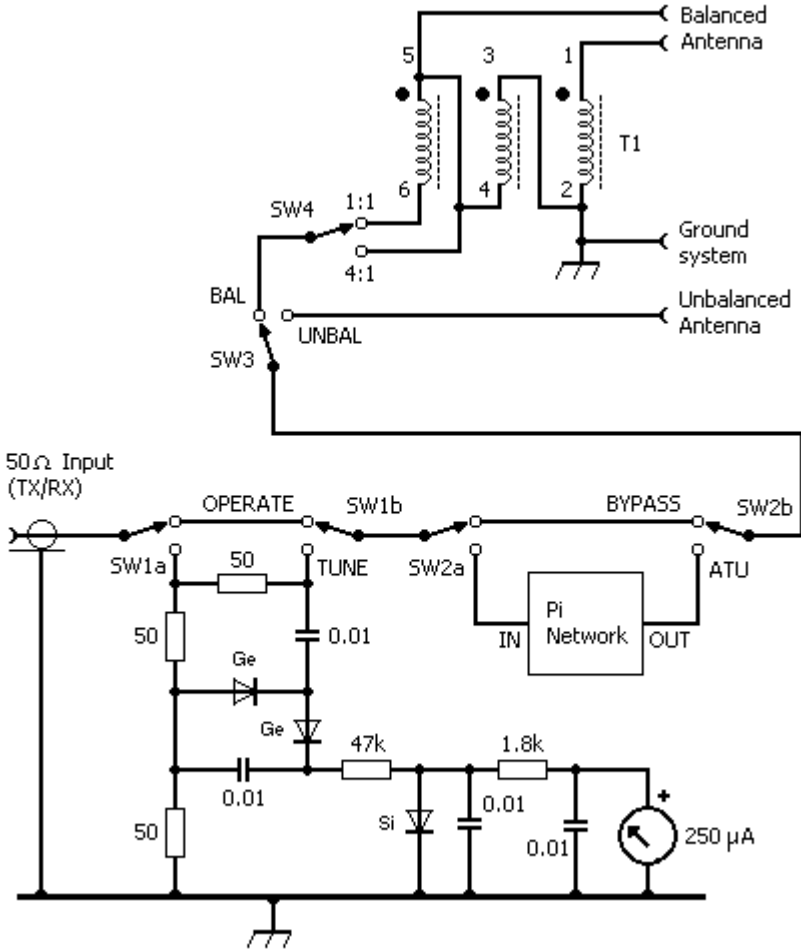 Balanced
Antenna
5
3
1
T1
6
4
2
1:1
SW4
4:1
Ground
system
BAL
UNBAL
Unbalanced
Antenna
SW3
50Ω Input
(TX/RX)
OPERATE
SW1b
BYPASS
SW2b
SW1a
50
TUNE
SW2a
ATU
Pi
Network
IN
OUT
50
0.01
Ge
Ge
47k
1.8k
0.01
0.01
50
Si
0.01
+
250 µA